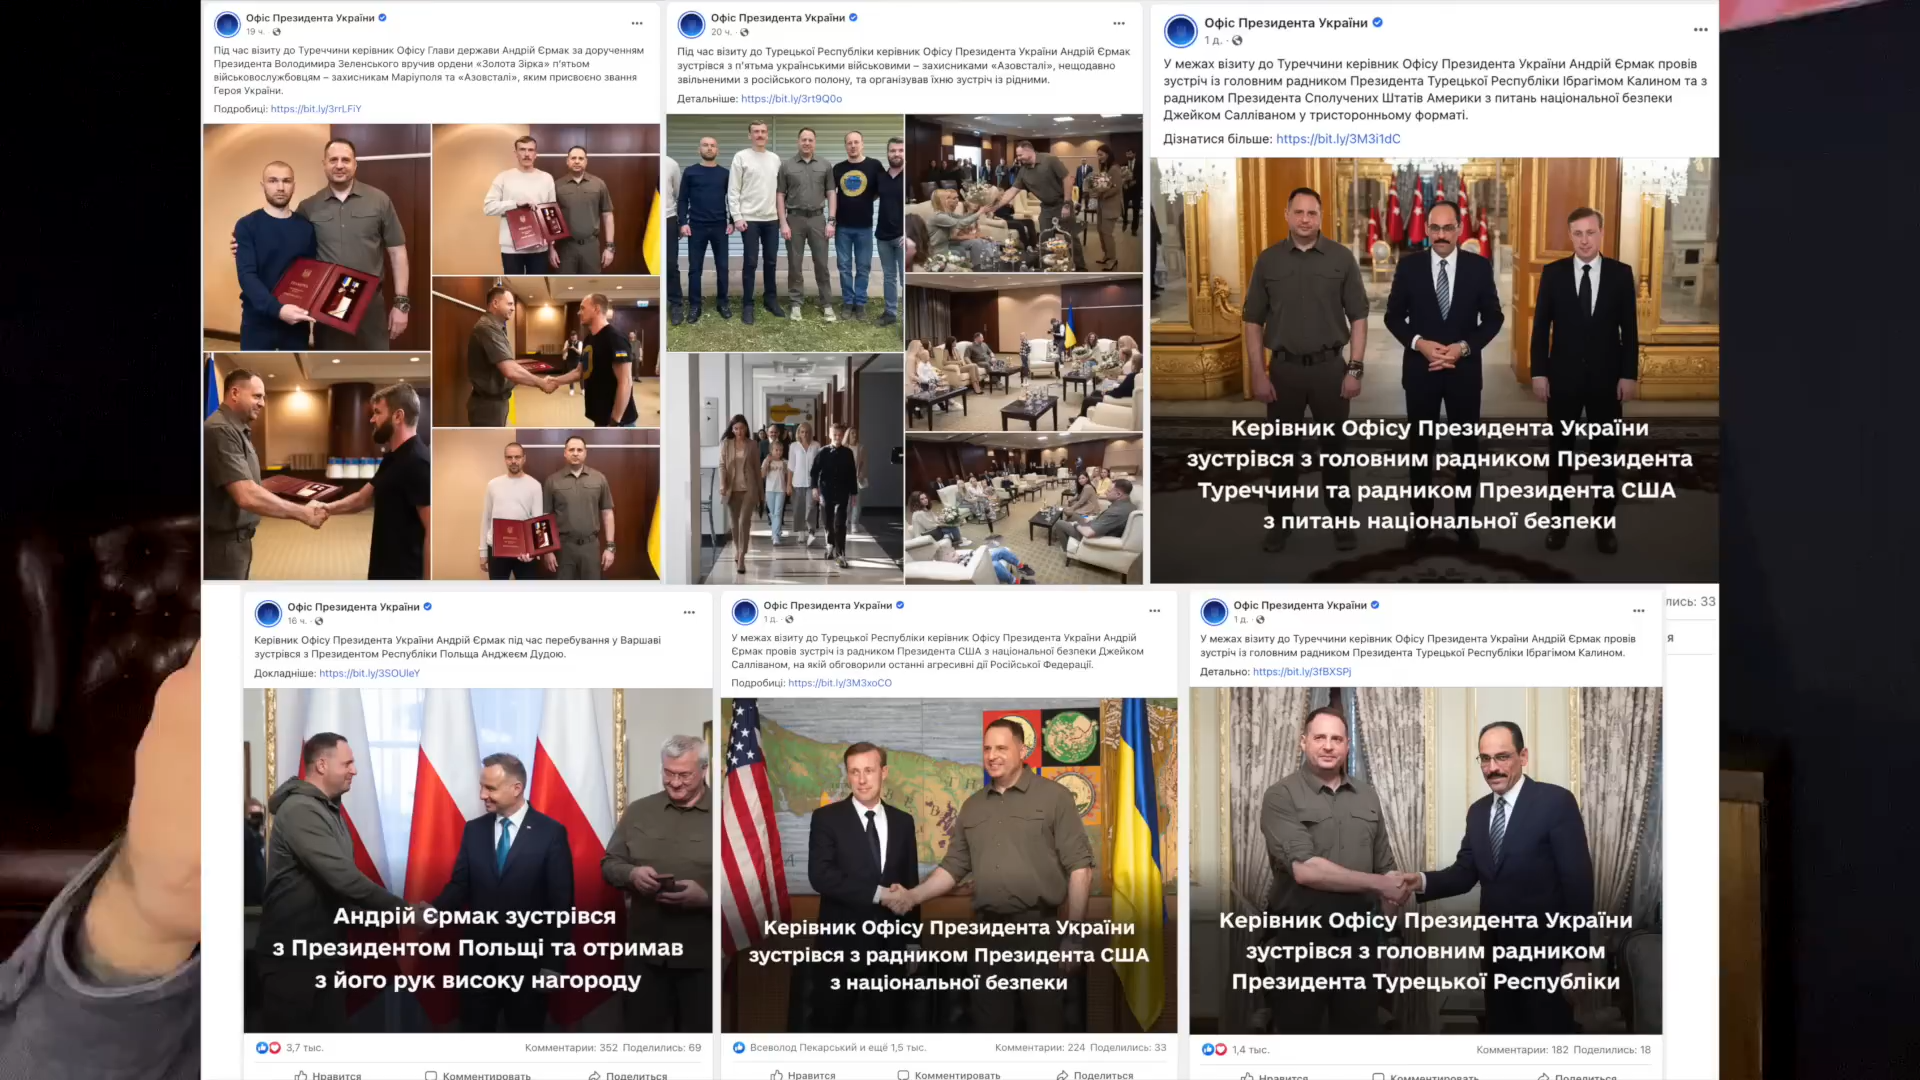 Офіс Президента України
19 ч.
Під час візиту до Туреччини керівник Офісу Глави держави Андрій Єрмак за дорученням
Президента Володимира Зеленського вручив ордени «Золота Зірка» п'ятьом
військовослужбовцям – захисникам Маріуполя та «Азовсталі», яким присвоєно звання
Героя України.
Подробиці: https://bit.ly/3rrLFiY
Офіс Президента України
20 ч.
Під час візиту до Турецької Республіки керівник Офісу Президента України Андрій Єрмак
зустрівся з п'ятьма українськими військовими – захисниками «Азовсталі», нещодавно
звільненими з російського полону, та організував їхню зустріч із рідними.
Детальніше: https://bit.ly/3rt9Q0o
Офіс Президента України
1 д.
У межах візиту до Туреччини керівник Офісу Президента України Андрій Єрмак провів
зустріч із головним радником Президента Турецької Республіки Ібрагімом Калином та з
радником Президента Сполучених Штатів Америки з питань національної безпеки
Джейком Салліваном у тристоронньому форматі.
Дізнатися більше: https://bit.ly/3M3i1dC
Керівник Офісу Президента України
зустрівся з головним радником Президента
Туреччини та радником Президента США
з питань національної безпеки
Офіс Президента України
16 ч.
Керівник Офісу Президента України Андрій Єрмак під час перебування у Варшаві
зустрівся з Президентом Республіки Польща Анджеєм Дудою.
Докладніше: https://bit.ly/3SOUleY
Андрій Єрмак зустрівся
з Президентом Польщі та отримав
з його рук високу нагороду
3,7 тыс.
Комментарии: 352 Поделились: 69
Нравится Комментировать Поделиться
Офіс Президента України
1 д.
У межах візиту до Турецької Республіки керівник Офісу Президента України Андрій
Єрмак провів зустріч із радником Президента США з національної безпеки Джейком
Салліваном, на якій обговорили останні агресивні дії Російської Федерації.
Подробиці: https://bit.ly/3M3xoCO
Керівник Офісу Президента України
зустрівся з радником Президента США
з національної безпеки
Всеволод Пекарський и ещё 1,5 тыс.
Комментарии: 224 Поделились: 33
Нравится Комментировать Поделиться
Офіс Президента України
1 д.
У межах візиту до Туреччини керівник Офісу Президента України Андрій Єрмак провів
зустріч із головним радником Президента Турецької Республіки Ібрагімом Калином.
Детально: https://bit.ly/3fBXSPj
Керівник Офісу Президента України
зустрівся з головним радником
Президента Турецької Республіки
1,4 тыс.
Комментарии: 182 Поделились: 18
Нравится Комментировать Поделиться
лись: 33
я